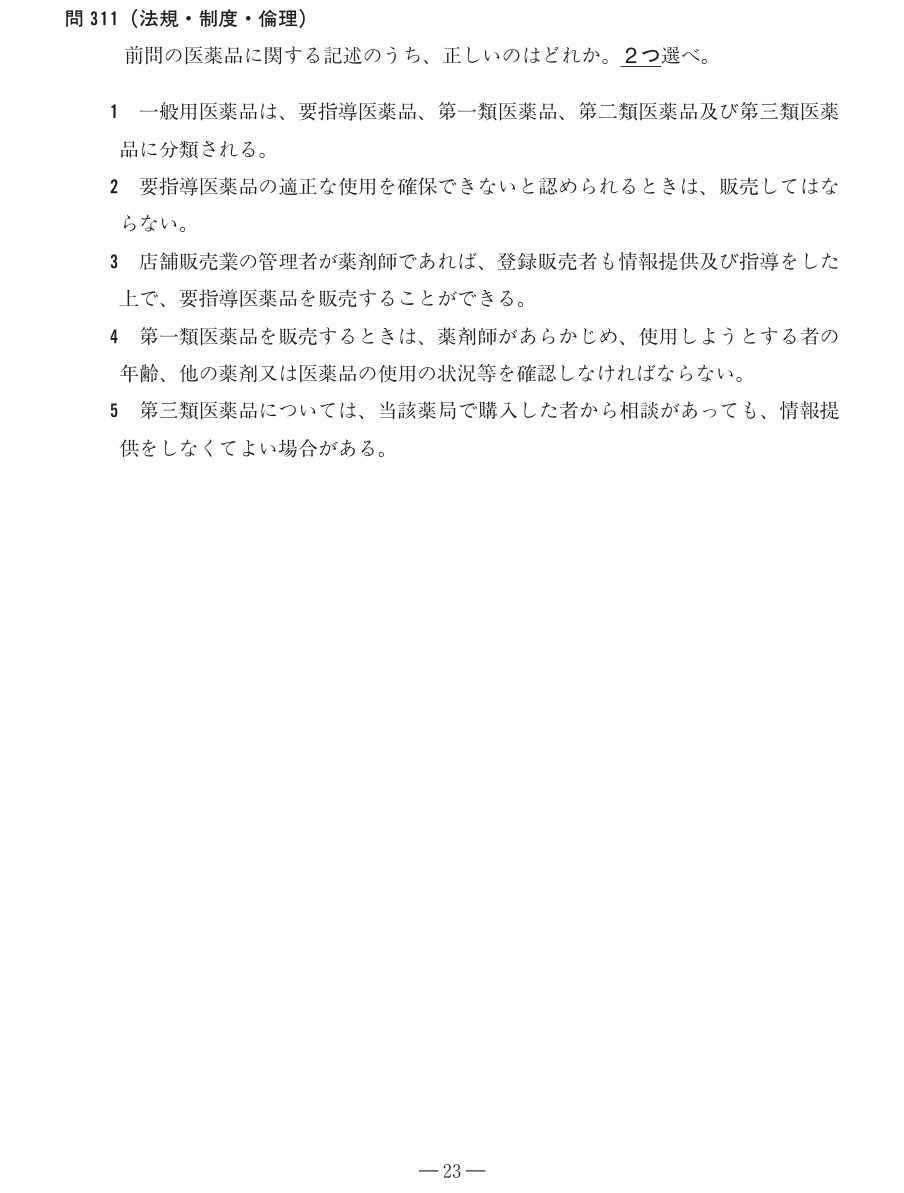 問 311（法規・制度・倫理）
前問の医薬品に関する記述のうち、正しいのはどれか。２つ選べ。
1　一般用医薬品は、要指導医薬品、第一類医薬品、第二類医薬品及び第三類医薬
品に分類される。
2　要指導医薬品の適正な使用を確保できないと認められるときは、販売してはな
らない。
3　店舗販売業の管理者が薬剤師であれば、登録販売者も情報提供及び指導をした
上で、要指導医薬品を販売することができる。
4　第一類医薬品を販売するときは、薬剤師があらかじめ、使用しようとする者の
年齢、他の薬剤又は医薬品の使用の状況等を確認しなければならない。
5　第三類医薬品については、当該薬局で購入した者から相談があっても、情報提
供をしなくてよい場合がある。
― 23 ―